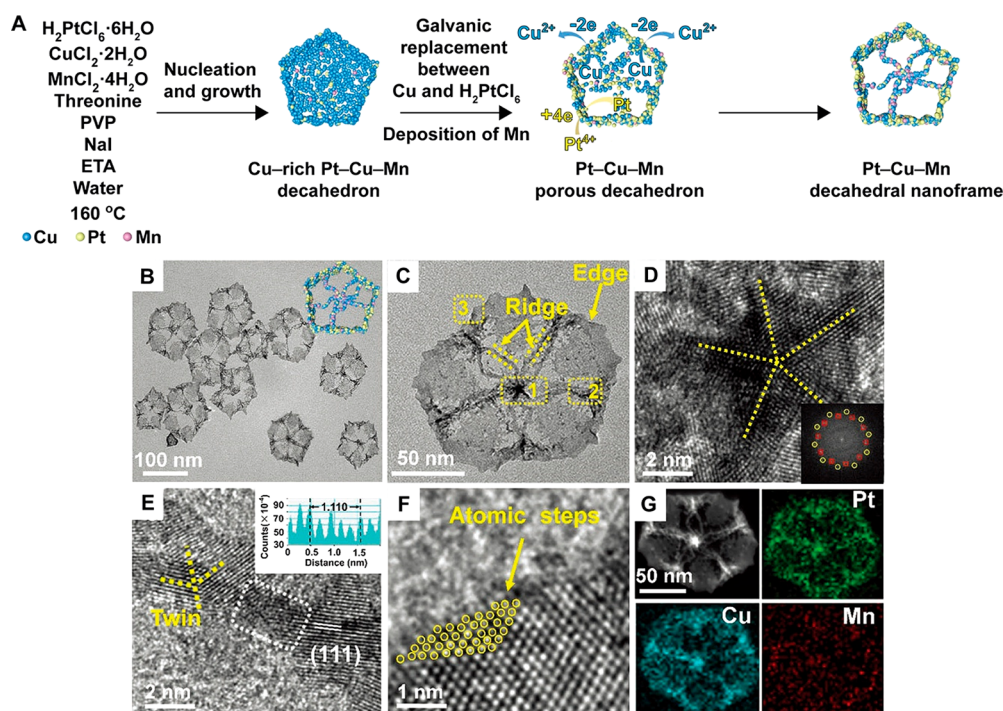 A
H₂PtCl₆·6H₂O
CuCl₂·2H₂O
MnCl₂·4H₂O
Threonine
PVP
NaI
ETA
Water
160 °C
Cu Pt Mn
Nucleation
and growth
Cu–rich Pt–Cu–Mn
decahedron
Galvanic
replacement
between
Cu and H₂PtCl₆
Deposition of Mn
-2e -2e
Cu²⁺ Cu²⁺
Cu Cu
Pt
+4e
Pt⁴⁺
Pt–Cu–Mn
porous decahedron
Pt–Cu–Mn
decahedral nanoframe
B
100 nm
C
Edge
Ridge
3
1
2
50 nm
D
2 nm
E
Counts(×10⁻⁴)
90
70
50
30
1.110
0 0.5 1.0 1.5
Distance (nm)
Twin
(111)
2 nm
F
Atomic steps
1 nm
G
50 nm
Pt
Cu
Mn